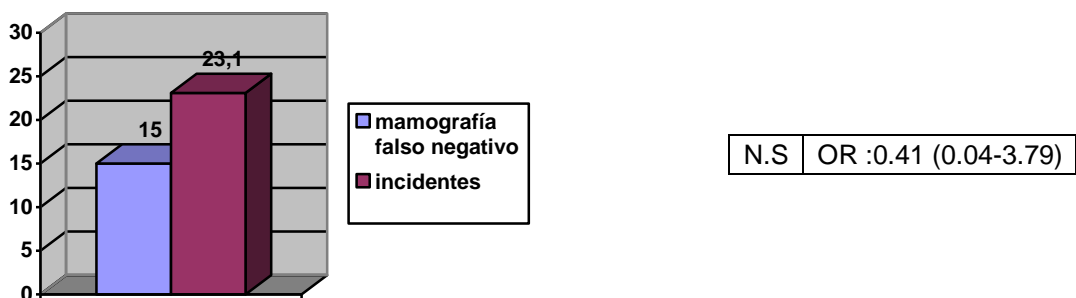 30
25
20
15
10
5
0
15
23,1
mamografía
falso negativo
incidentes
N.S OR :0.41 (0.04-3.79)